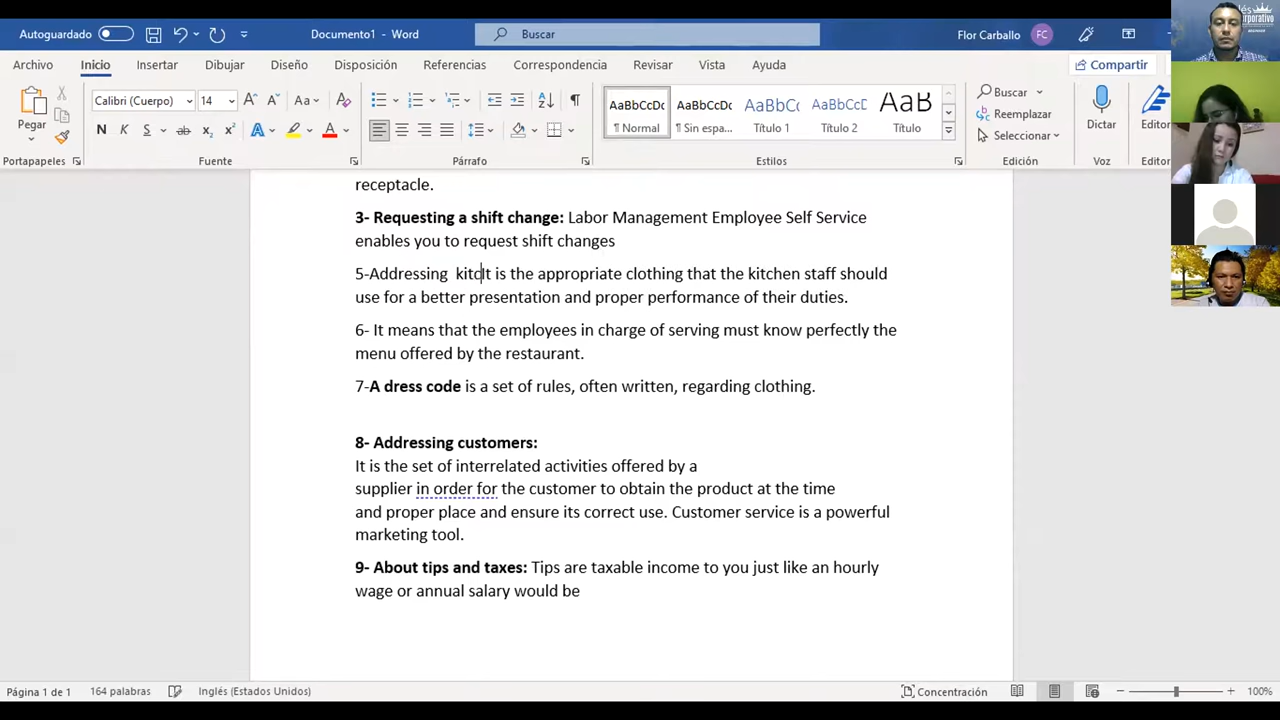 Autoguardado
Documento1 - Word
Buscar
Flor Carballo
FC
Archivo Inicio Insertar Dibujar Diseño Disposición Referencias Correspondencia Revisar Vista Ayuda
Compartir
Pegar
Calibri (Cuerpo) 14
AaBbCcDc AaBbCcDc AaBbCc AaBbCcD AaB
¶ Normal ¶ Sin espa... Título 1 Título 2 Título
Buscar
Reemplazar
Seleccionar
Dictar
Editor
Portapapeles Fuente Párrafo Estilos Edición Voz Editor
receptacle.
3- Requesting a shift change: Labor Management Employee Self Service
enables you to request shift changes
5-Addressing  kitcIt is the appropriate clothing that the kitchen staff should
use for a better presentation and proper performance of their duties.
6- It means that the employees in charge of serving must know perfectly the
menu offered by the restaurant.
7-A dress code is a set of rules, often written, regarding clothing.
8- Addressing customers:
It is the set of interrelated activities offered by a
supplier in order for the customer to obtain the product at the time
and proper place and ensure its correct use. Customer service is a powerful
marketing tool.
9- About tips and taxes: Tips are taxable income to you just like an hourly
wage or annual salary would be
Página 1 de 1 164 palabras Inglés (Estados Unidos)
Concentración
100%